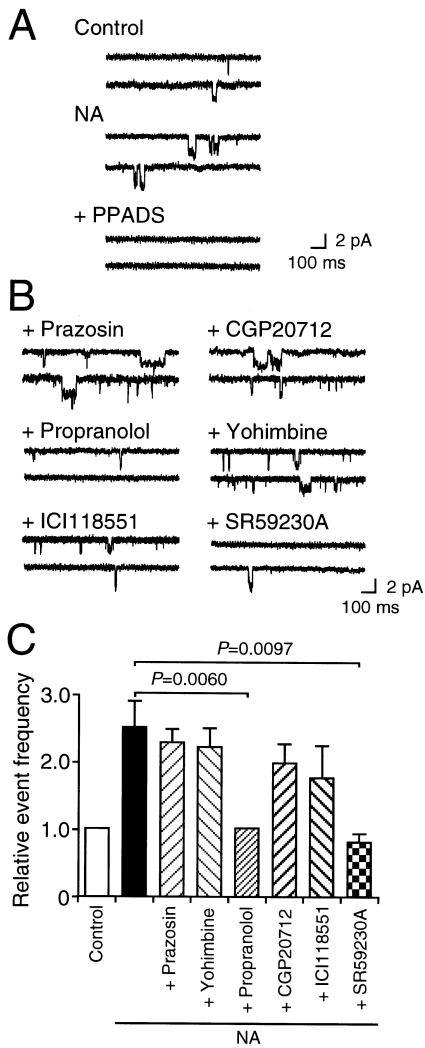 A
Control
NA
+ PPADS
2 pA
100 ms
B
+ Prazosin
+ CGP20712
+ Propranolol
+ Yohimbine
+ ICI118551
+ SR59230A
2 pA
100 ms
C
P=0.0097
P=0.0060
Relative event frequency
3.0
2.0
1.0
0
Control
+ Prazosin
+ Yohimbine
+ Propranolol
+ CGP20712
+ ICI118551
+ SR59230A
NA